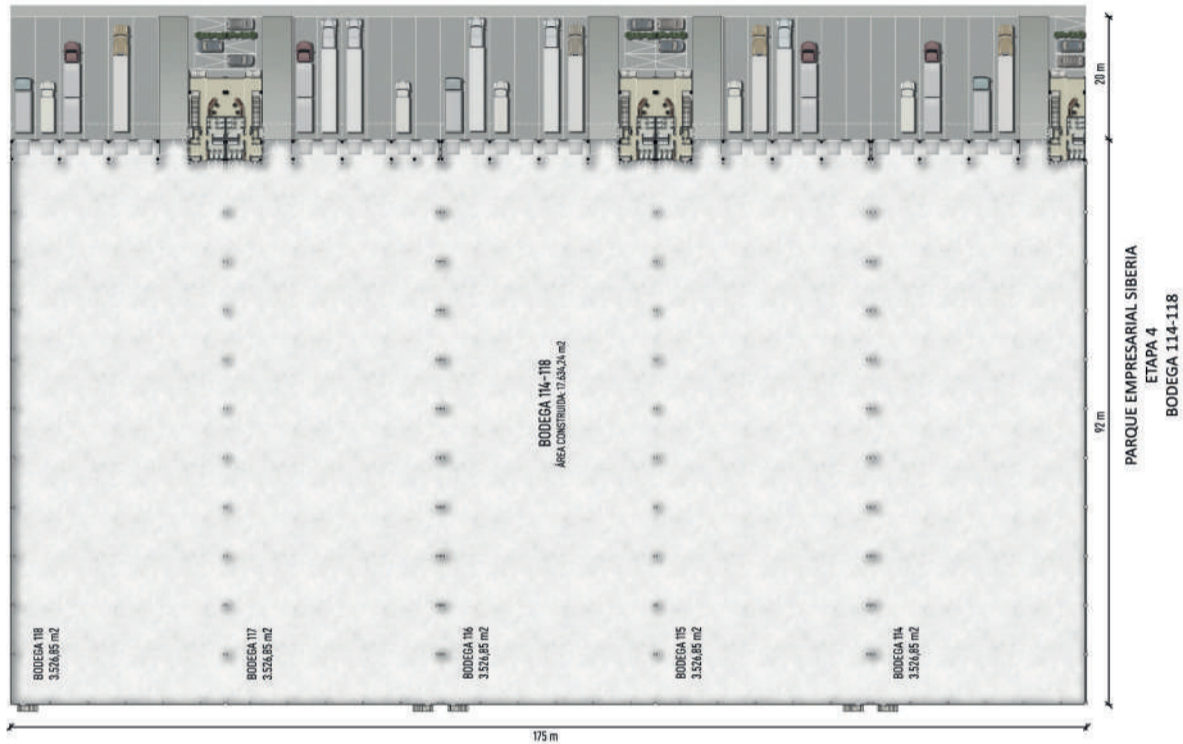 20 m
92 m
PARQUE EMPRESARIAL SIBERIA
ETAPA 4
BODEGA 114-118
BODEGA 114-118
ÁREA CONSTRUIDA: 17.634,24 m2
BODEGA 118
3.526,85 m2
BODEGA 117
3.526,85 m2
BODEGA 116
3.526,85 m2
BODEGA 115
3.526,85 m2
BODEGA 114
3.526,85 m2
175 m